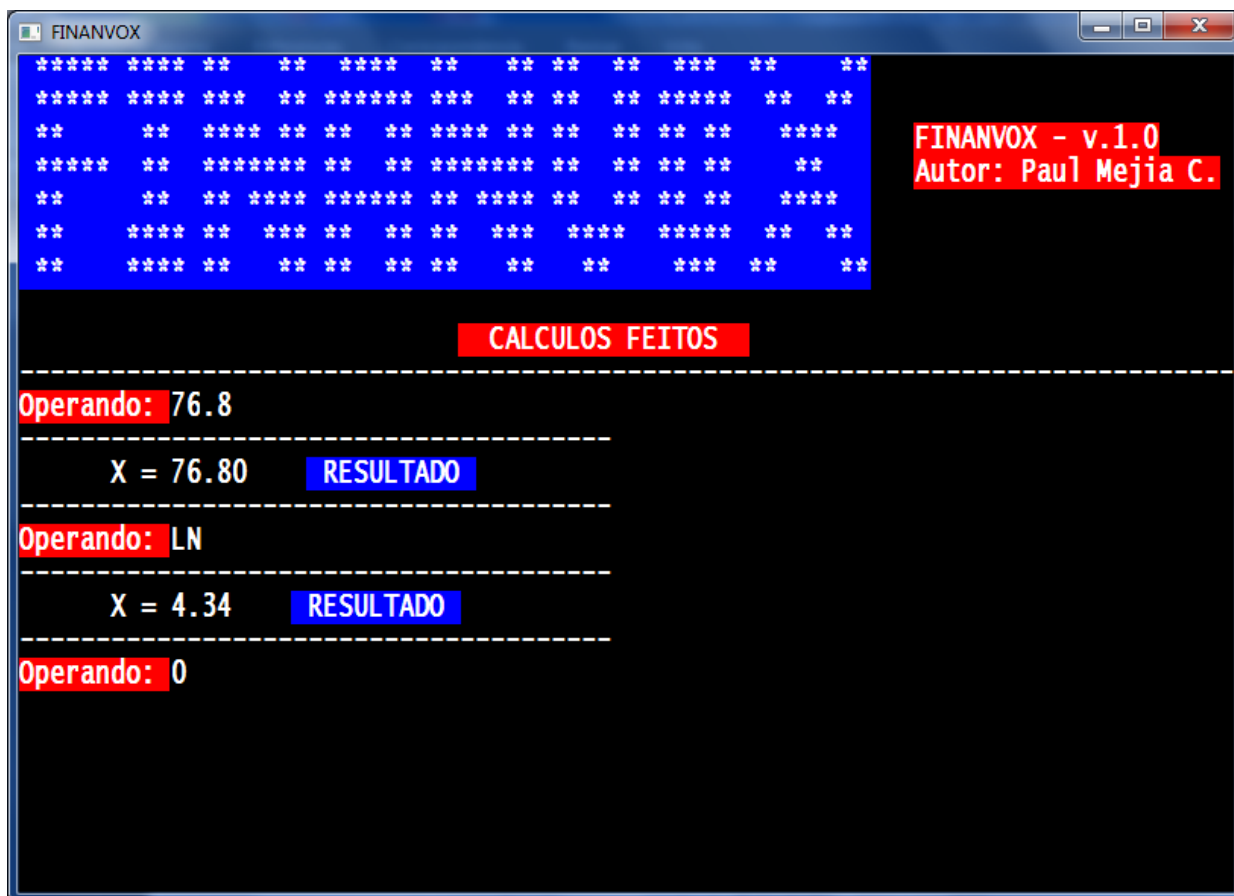 FINANVOX
FINANVOX
FINANVOX - v.1.0
Autor: Paul Mejia C.
CALCULOS FEITOS
Operando: 76.8
X = 76.80 RESULTADO
Operando: LN
X = 4.34 RESULTADO
Operando: 0